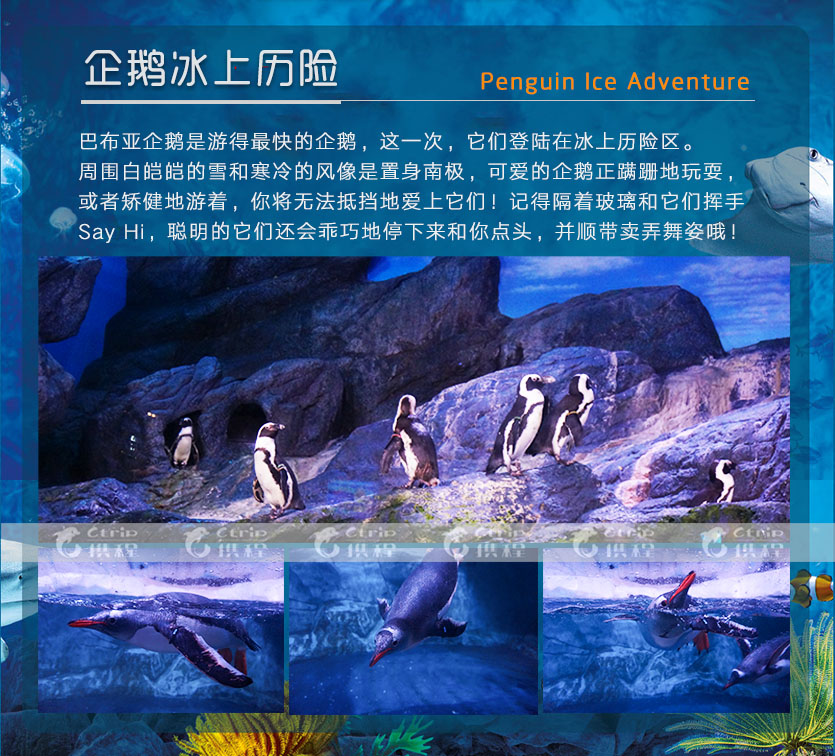 企鹅冰上历险
Penguin Ice Adventure
巴布亚企鹅是游得最快的企鹅，这一次，它们登陆在冰上历险区。
周围白皑皑的雪和寒冷的风像是置身南极，可爱的企鹅正蹒跚地玩耍，
或者矫健地游着，你将无法抵挡地爱上它们！记得隔着玻璃和它们挥手
Say Hi，聪明的它们还会乖巧地停下来和你点头，并顺带卖弄舞姿哦！
Ctrip Ctrip Ctrip Ctrip Ctrip Ctrip
携程 携程 携程 携程 携程 携程